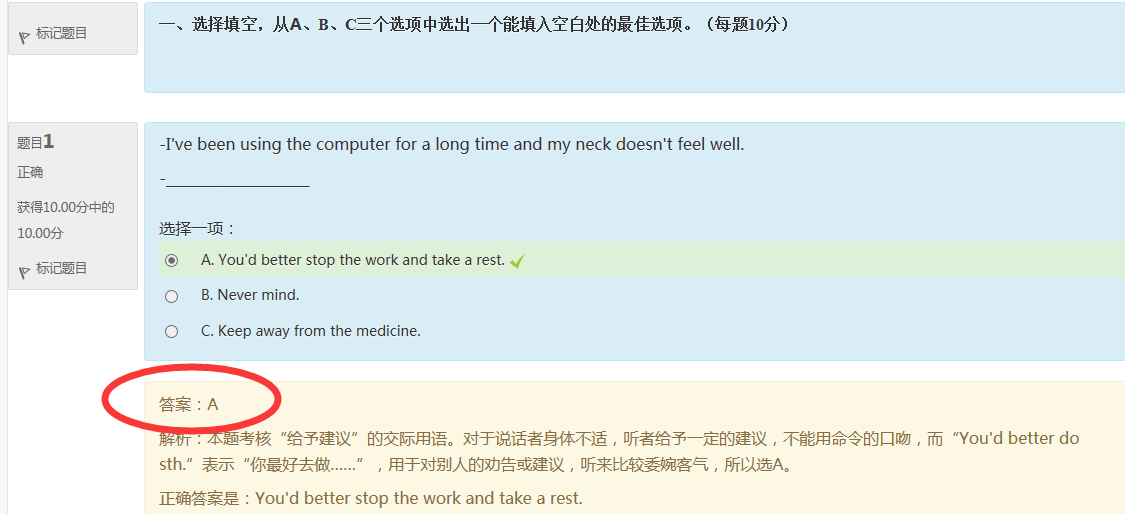 标记题目
一、选择填空，从A、B、C三个选项中选出一个能填入空白处的最佳选项。（每题10分）
题目1
正确
获得10.00分中的
10.00分
标记题目
-I've been using the computer for a long time and my neck doesn't feel well.
-___________________
选择一项：
A. You'd better stop the work and take a rest.
B. Never mind.
C. Keep away from the medicine.
答案：A
解析：本题考核“给予建议”的交际用语。对于说话者身体不适，听者给予一定的建议，不能用命令的口吻，而“You'd better do
sth.”表示“你最好去做……”，用于对别人的劝告或建议，听来比较委婉客气，所以选A。
正确答案是：You'd better stop the work and take a rest.